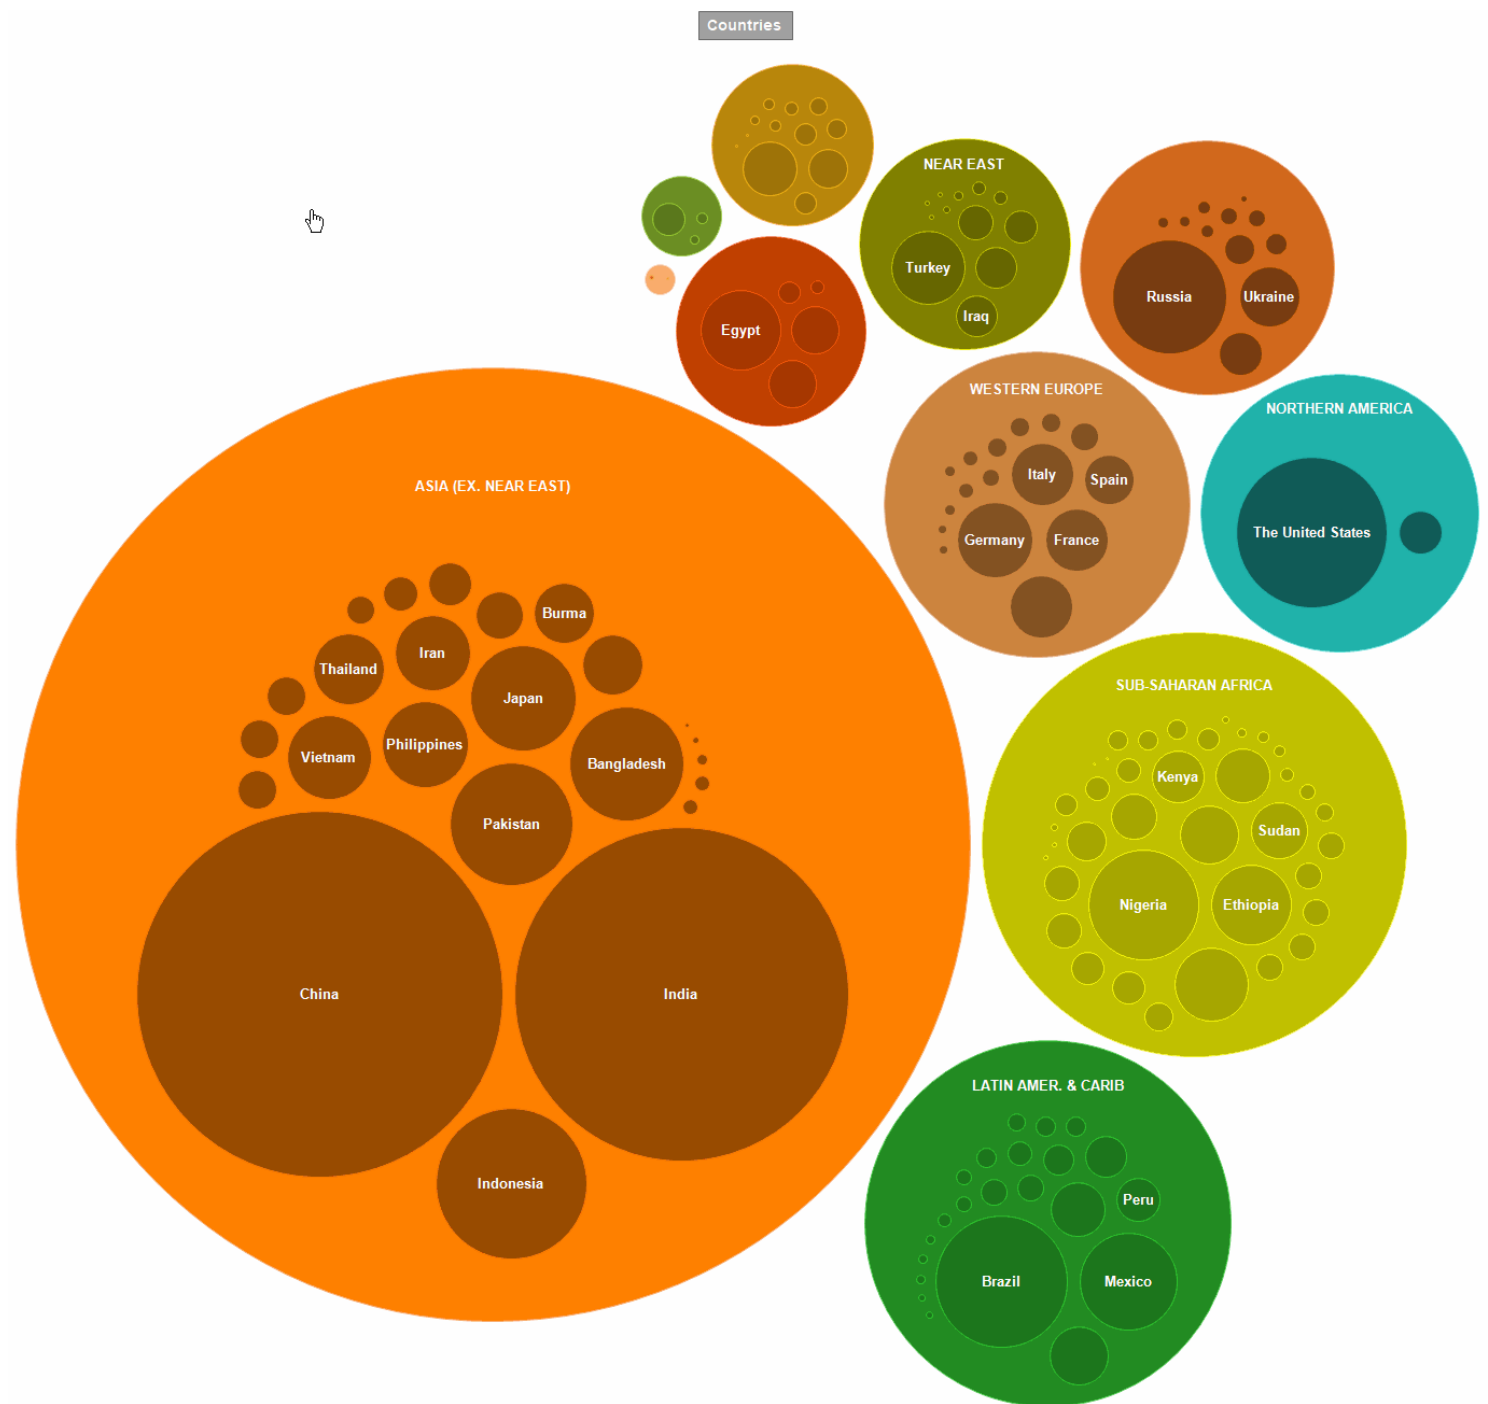 Countries
NEAR EAST
Turkey
Iraq
Russia
Ukraine
Egypt
WESTERN EUROPE
Italy
Spain
Germany
France
NORTHERN AMERICA
The United States
ASIA (EX. NEAR EAST)
Burma
Iran
Thailand
Japan
Philippines
Vietnam
Bangladesh
Pakistan
China
India
Indonesia
SUB-SAHARAN AFRICA
Kenya
Sudan
Nigeria
Ethiopia
LATIN AMER. & CARIB
Peru
Brazil
Mexico